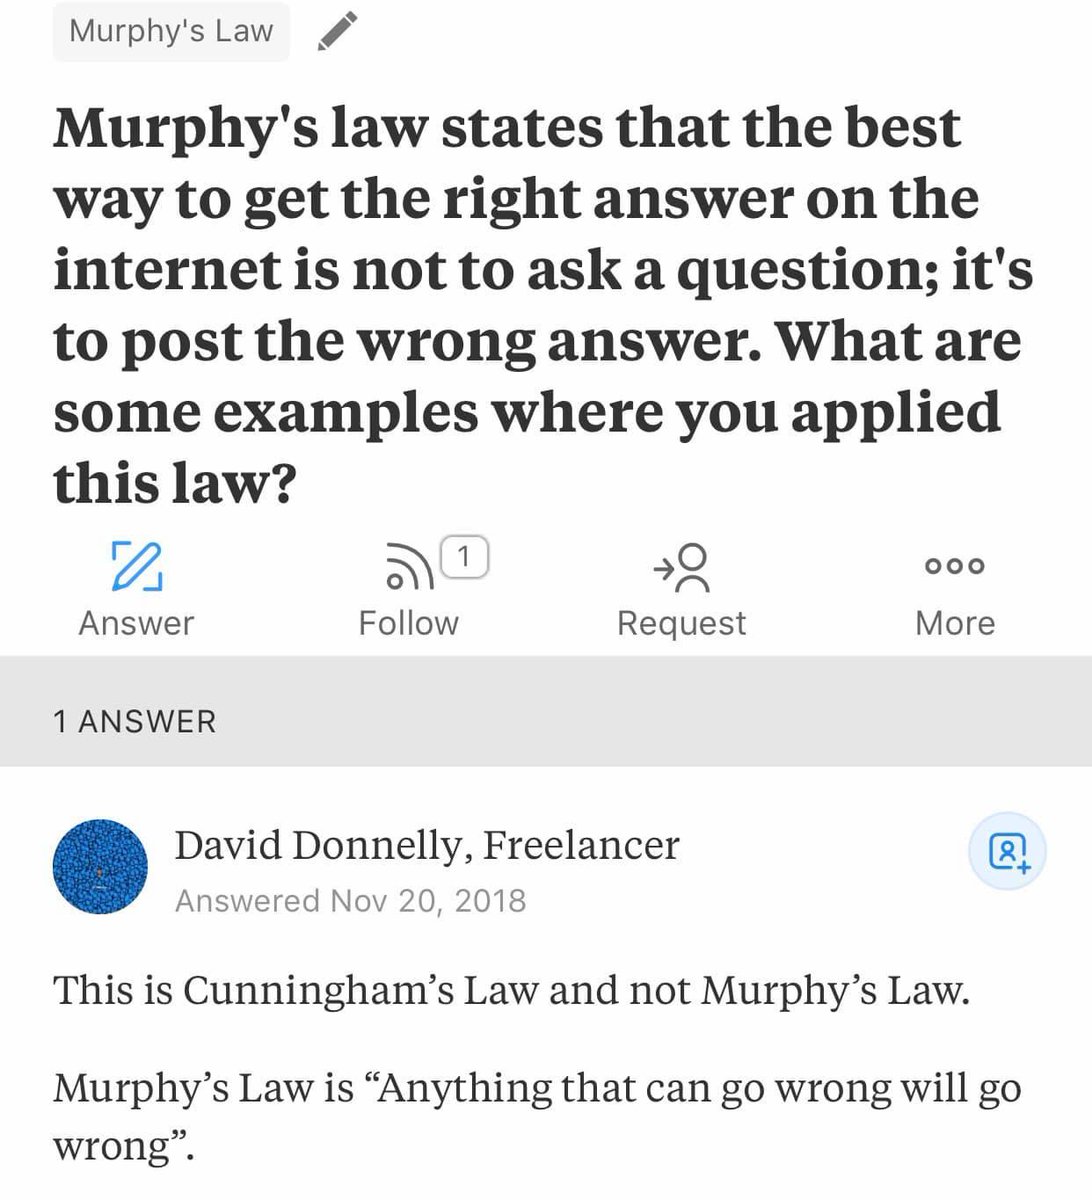 Murphy's Law
Murphy's law states that the best
way to get the right answer on the
internet is not to ask a question; it's
to post the wrong answer. What are
some examples where you applied
this law?
1
Answer Follow Request More
1 ANSWER
David Donnelly, Freelancer
Answered Nov 20, 2018
This is Cunningham’s Law and not Murphy’s Law.
Murphy’s Law is “Anything that can go wrong will go
wrong”.